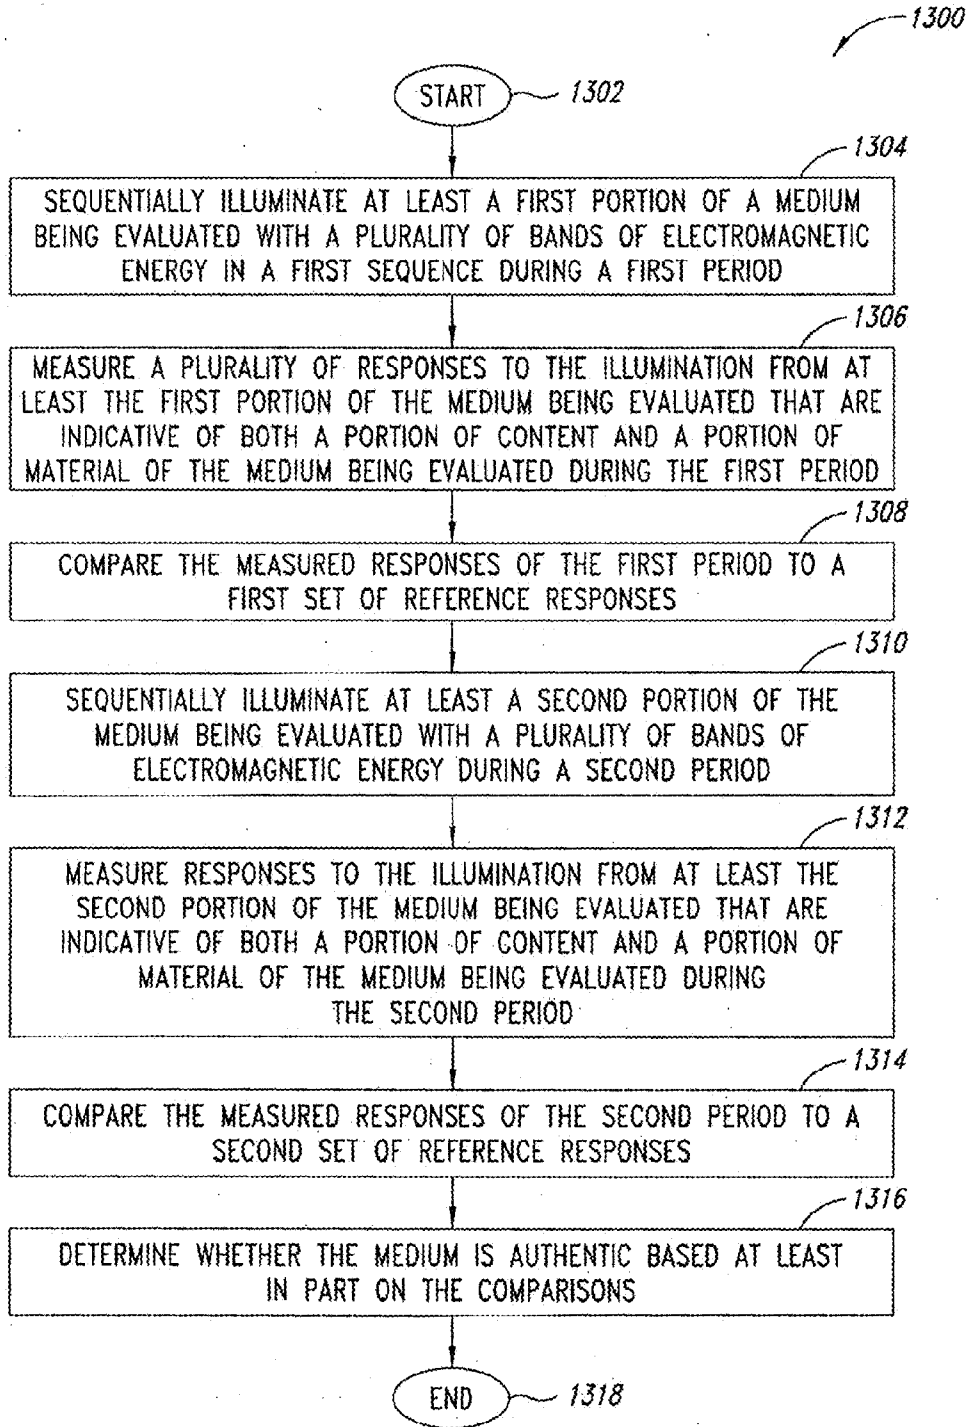 1300
START 1302
1304
SEQUENTIALLY ILLUMINATE AT LEAST A FIRST PORTION OF A MEDIUM
BEING EVALUATED WITH A PLURALITY OF BANDS OF ELECTROMAGNETIC
ENERGY IN A FIRST SEQUENCE DURING A FIRST PERIOD
1306
MEASURE A PLURALITY OF RESPONSES TO THE ILLUMINATION FROM AT
LEAST THE FIRST PORTION OF THE MEDIUM BEING EVALUATED THAT ARE
INDICATIVE OF BOTH A PORTION OF CONTENT AND A PORTION OF
MATERIAL OF THE MEDIUM BEING EVALUATED DURING THE FIRST PERIOD
1308
COMPARE THE MEASURED RESPONSES OF THE FIRST PERIOD TO A
FIRST SET OF REFERENCE RESPONSES
1310
SEQUENTIALLY ILLUMINATE AT LEAST A SECOND PORTION OF THE
MEDIUM BEING EVALUATED WITH A PLURALITY OF BANDS OF
ELECTROMAGNETIC ENERGY DURING A SECOND PERIOD
1312
MEASURE RESPONSES TO THE ILLUMINATION FROM AT LEAST THE
SECOND PORTION OF THE MEDIUM BEING EVALUATED THAT ARE
INDICATIVE OF BOTH A PORTION OF CONTENT AND A PORTION OF
MATERIAL OF THE MEDIUM BEING EVALUATED DURING
THE SECOND PERIOD
1314
COMPARE THE MEASURED RESPONSES OF THE SECOND PERIOD TO A
SECOND SET OF REFERENCE RESPONSES
1316
DETERMINE WHETHER THE MEDIUM IS AUTHENTIC BASED AT LEAST
IN PART ON THE COMPARISONS
END 1318